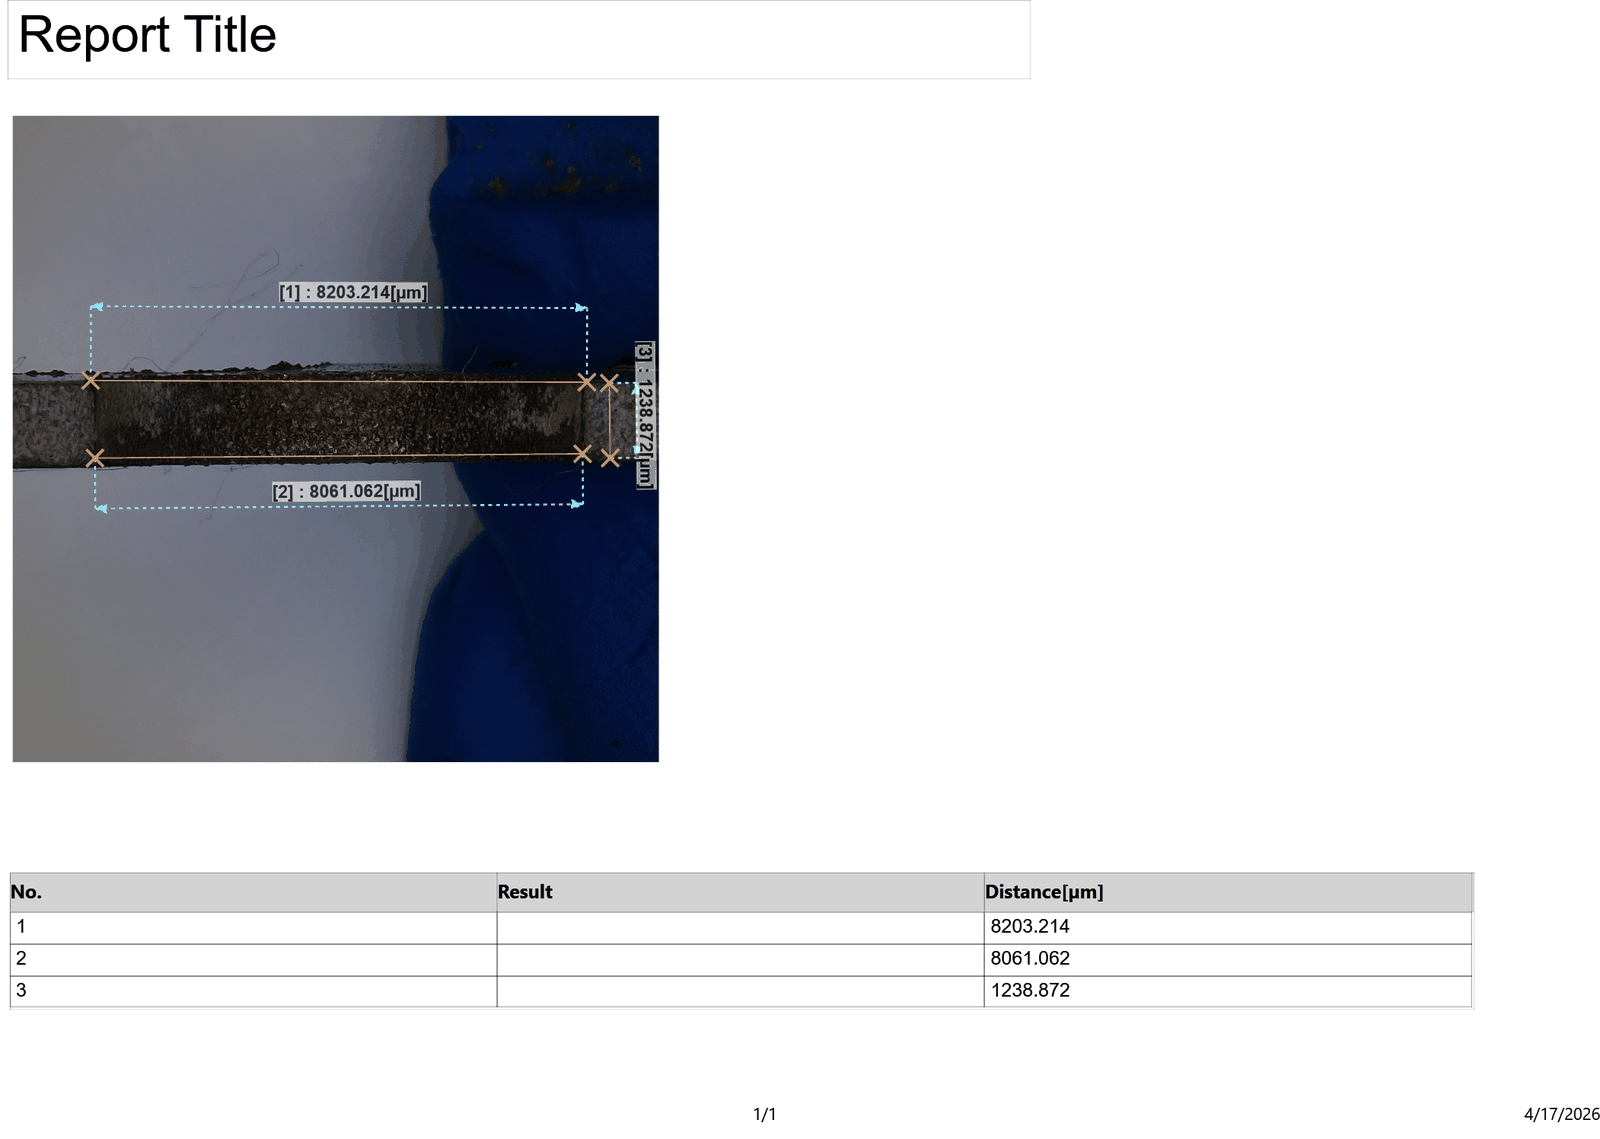 Report Title
[1] : 8203.214[µm]
[3] : 1238.872[µm]
[2] : 8061.062[µm]
No. Result Distance[µm]
1 8203.214
2 8061.062
3 1238.872
1/1 4/17/2026